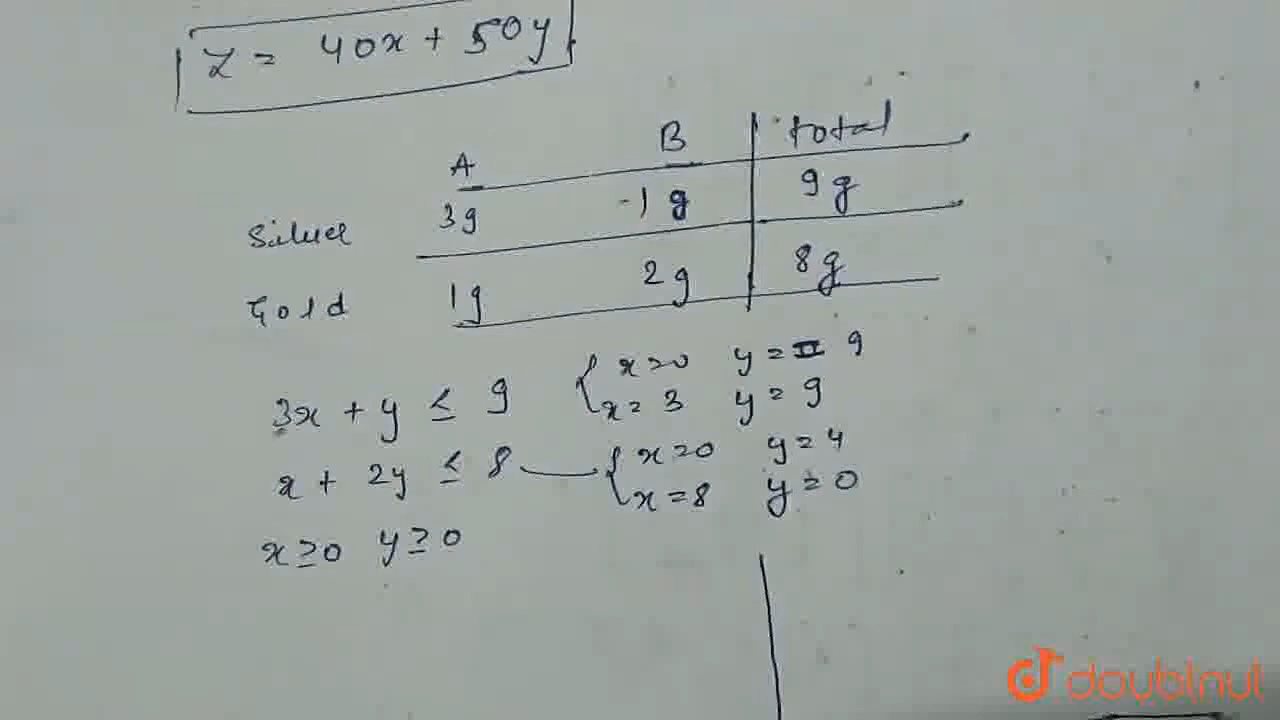 Z = 40x + 50y
A B total
Silver 3g 1g 9g
Gold 1g 2g 8g
3x + y ≤ 9 { x=0 y= 9
x=3 y=9
x + 2y ≤ 8 — { x=0 y=4
x=8 y=0
x≥0 y≥0
doubtnut